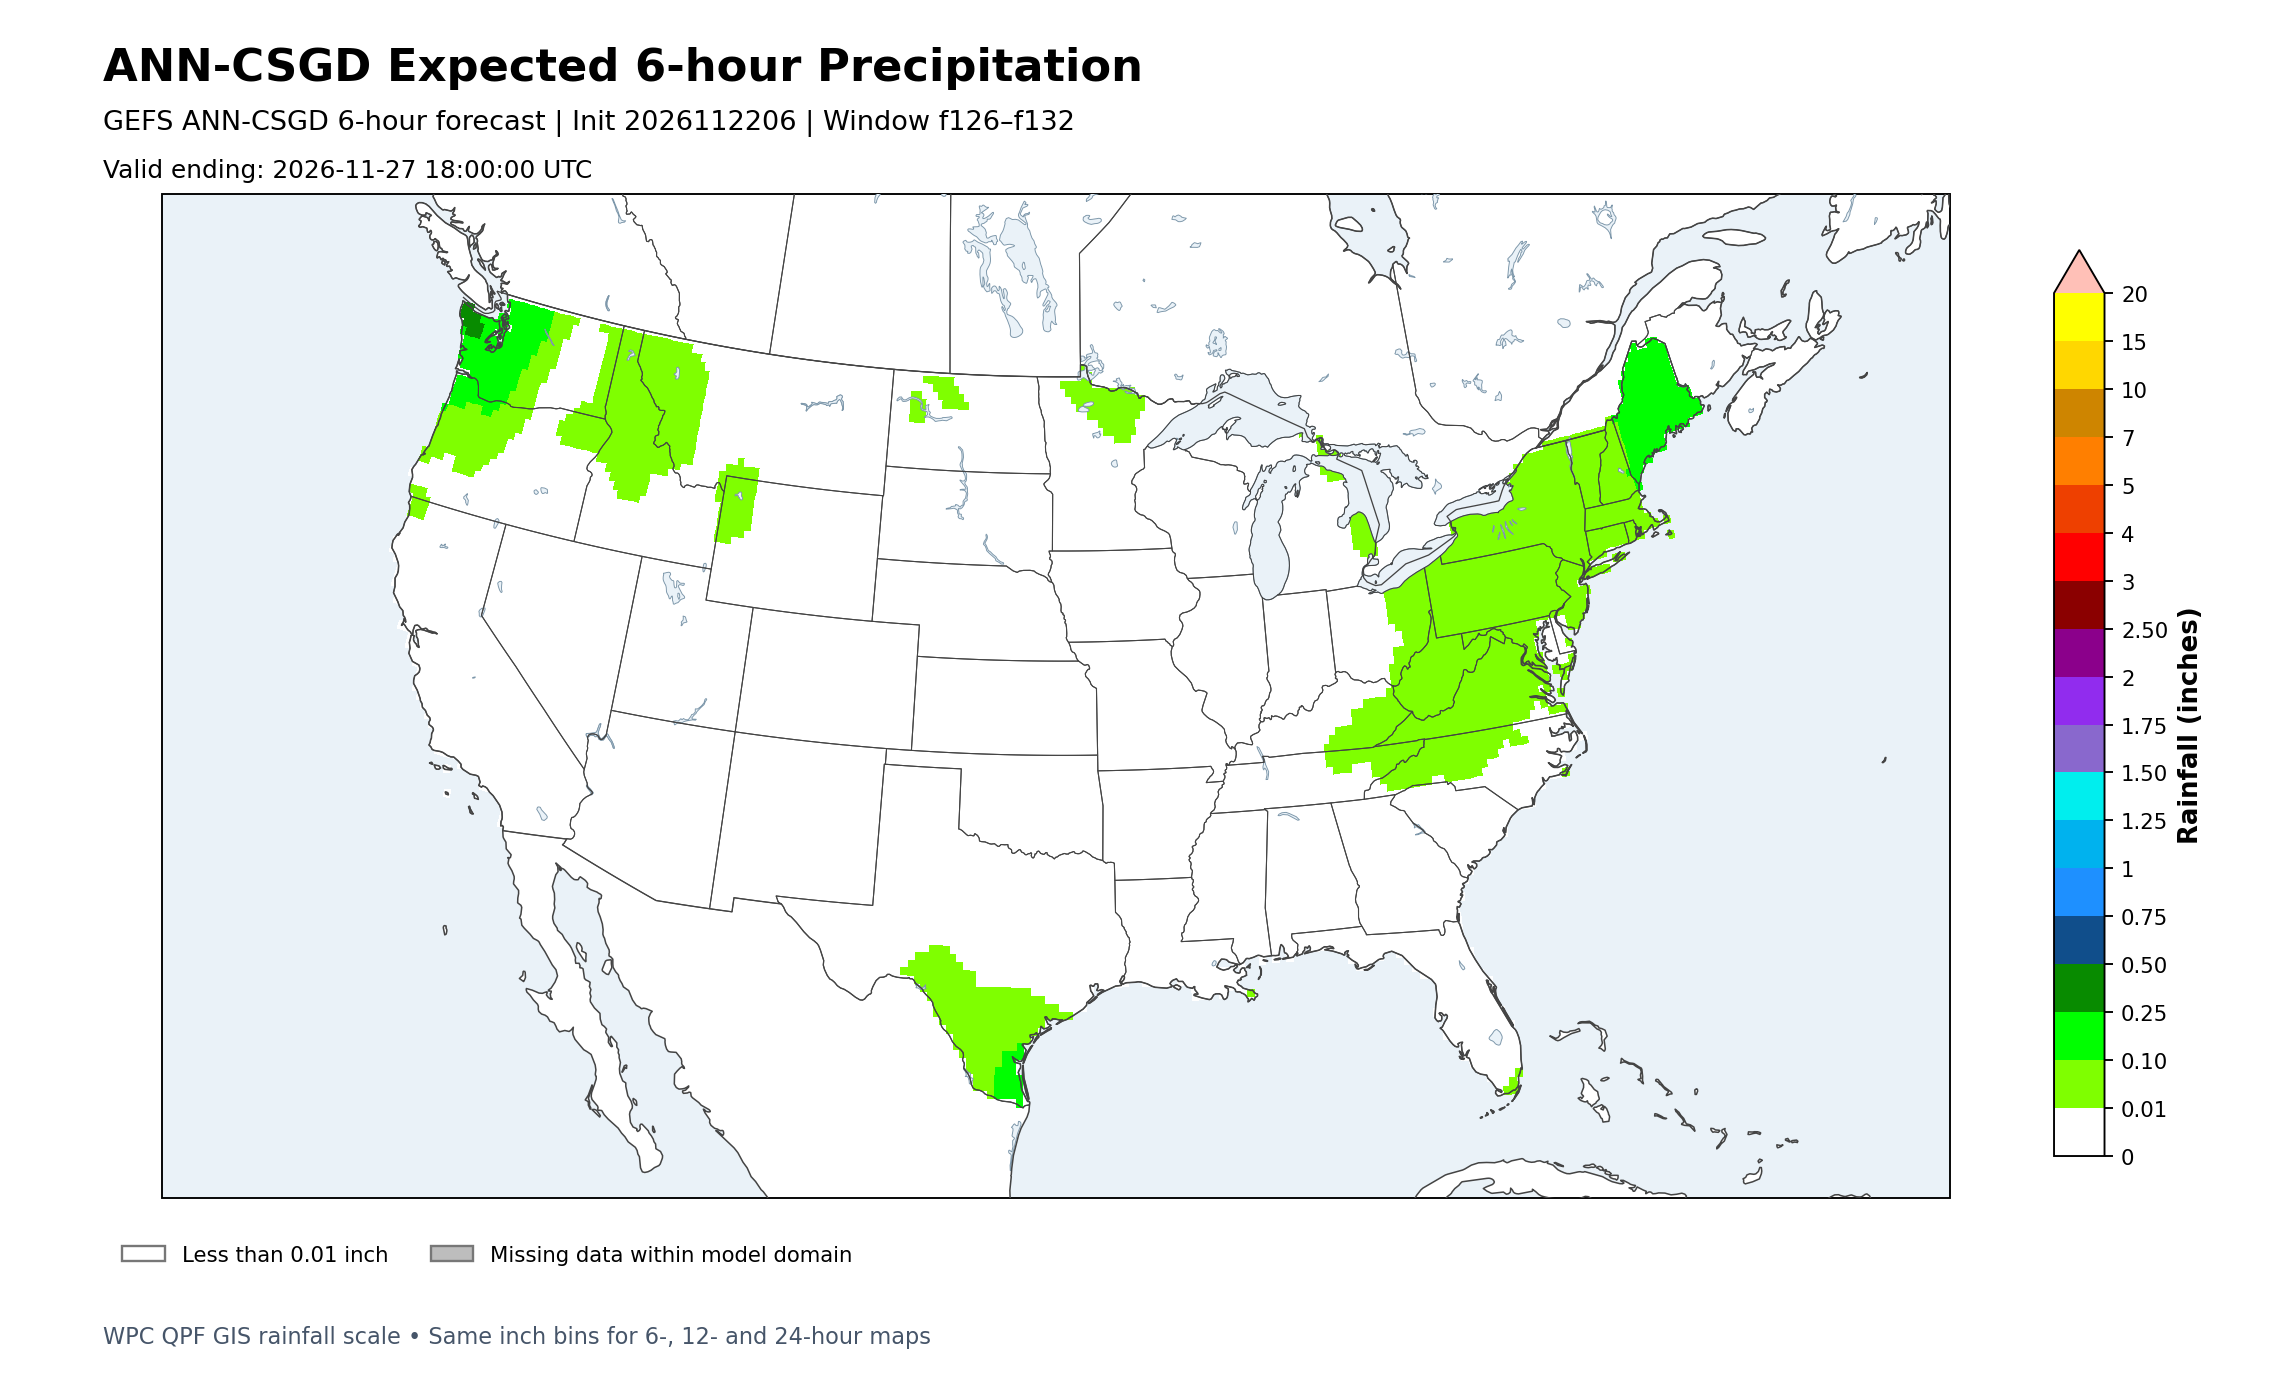 ANN-CSGD Expected 6-hour Precipitation
GEFS ANN-CSGD 6-hour forecast | Init 2026112206 | Window f126–f132
Valid ending: 2026-11-27 18:00:00 UTC
20
15
10
7
5
4
3
2.50
2
1.75
1.50
1.25
1
0.75
0.50
0.25
0.10
0.01
0
Rainfall (inches)
Less than 0.01 inch
Missing data within model domain
WPC QPF GIS rainfall scale • Same inch bins for 6-, 12- and 24-hour maps